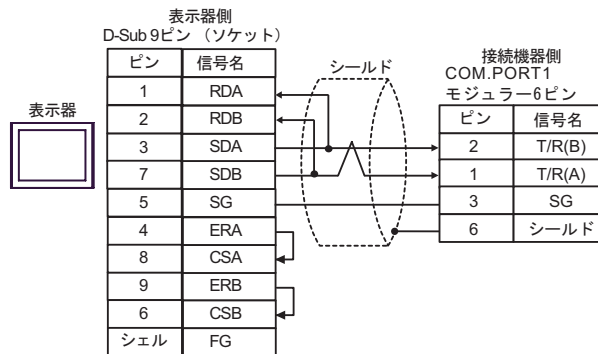 表示器側
D-Sub 9ピン （ソケット）
ピン 信号名
1 RDA
2 RDB
3 SDA
7 SDB
5 SG
4 ERA
8 CSA
9 ERB
6 CSB
シェル FG
表示器
シールド
接続機器側
COM.PORT1
モジュラー6ピン
ピン 信号名
2 T/R(B)
1 T/R(A)
3 SG
6 シールド